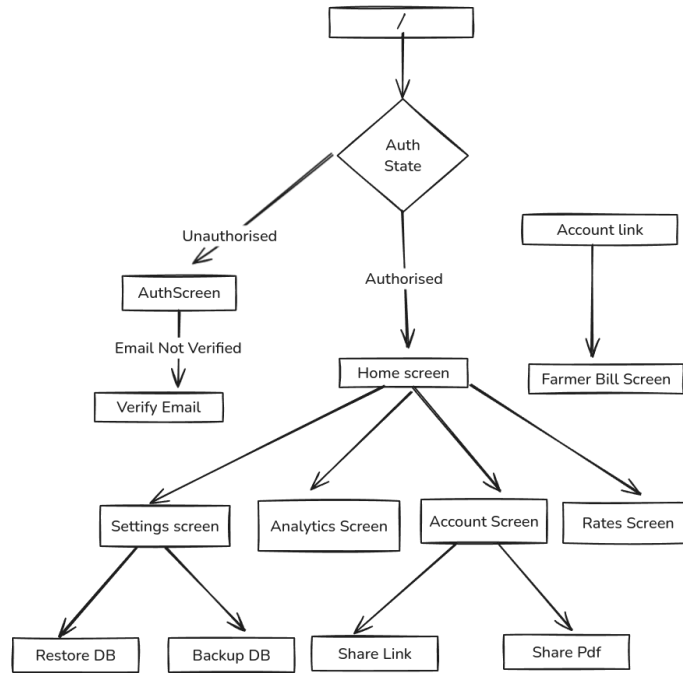 /
Auth
State
Unauthorised
Account link
Authorised
AuthScreen
Email Not Verified
Home screen
Farmer Bill Screen
Verify Email
Settings screen
Analytics Screen
Account Screen
Rates Screen
Restore DB
Backup DB
Share Link
Share Pdf